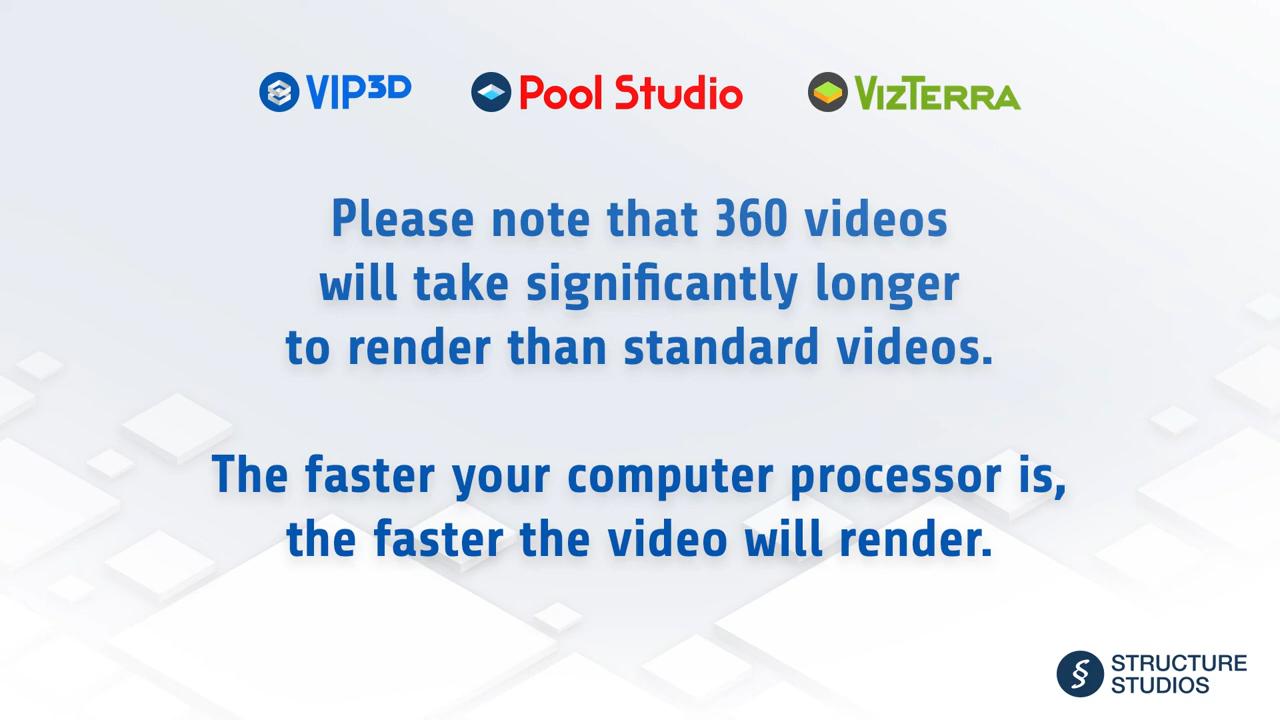 VIP3D
Pool Studio
VIZTERRA
Please note that 360 videos
will take significantly longer
to render than standard videos.
The faster your computer processor is,
the faster the video will render.
STRUCTURE
STUDIOS